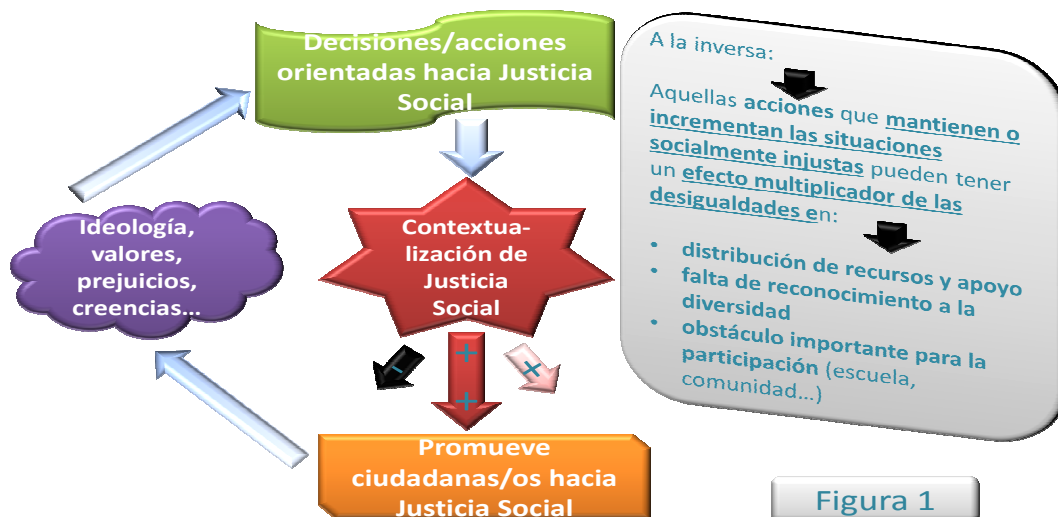 Decisiones/acciones
orientadas hacia Justicia
Social
Ideología,
valores,
prejuicios,
creencias...
Contextua-
lización de
Justicia
Social
-
+
+
+
Promueve
ciudadanas/os hacia
Justicia Social
A la inversa:
Aquellas acciones que mantienen o
incrementan las situaciones
socialmente injustas pueden tener
un efecto multiplicador de las
desigualdades en:
• distribución de recursos y apoyo
• falta de reconocimiento a la
diversidad
• obstáculo importante para la
participación (escuela,
comunidad...)
Figura 1